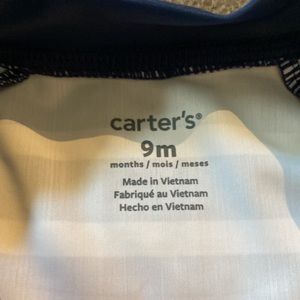 carter's®
9m
months / mois / meses
Made in Vietnam
Fabriqué au Vietnam
Hecho en Vietnam